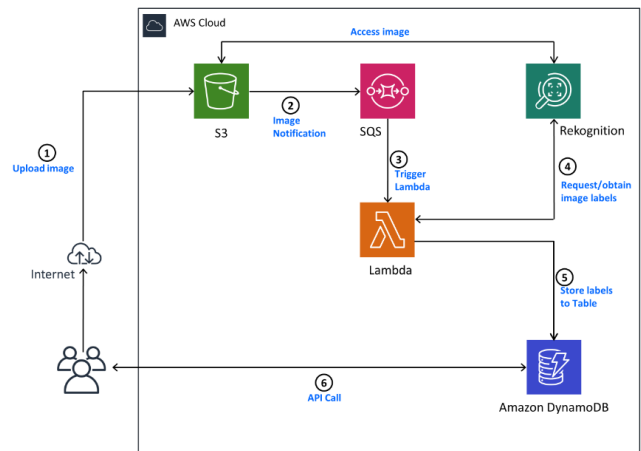 AWS Cloud
Access image
S3
2
Image
Notification
SQS
Rekognition
1
Upload image
3
Trigger
Lambda
4
Request/obtain
image labels
Internet
Lambda
5
Store labels
to Table
6
API Call
Amazon DynamoDB